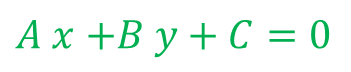 A x + B y + C = 0